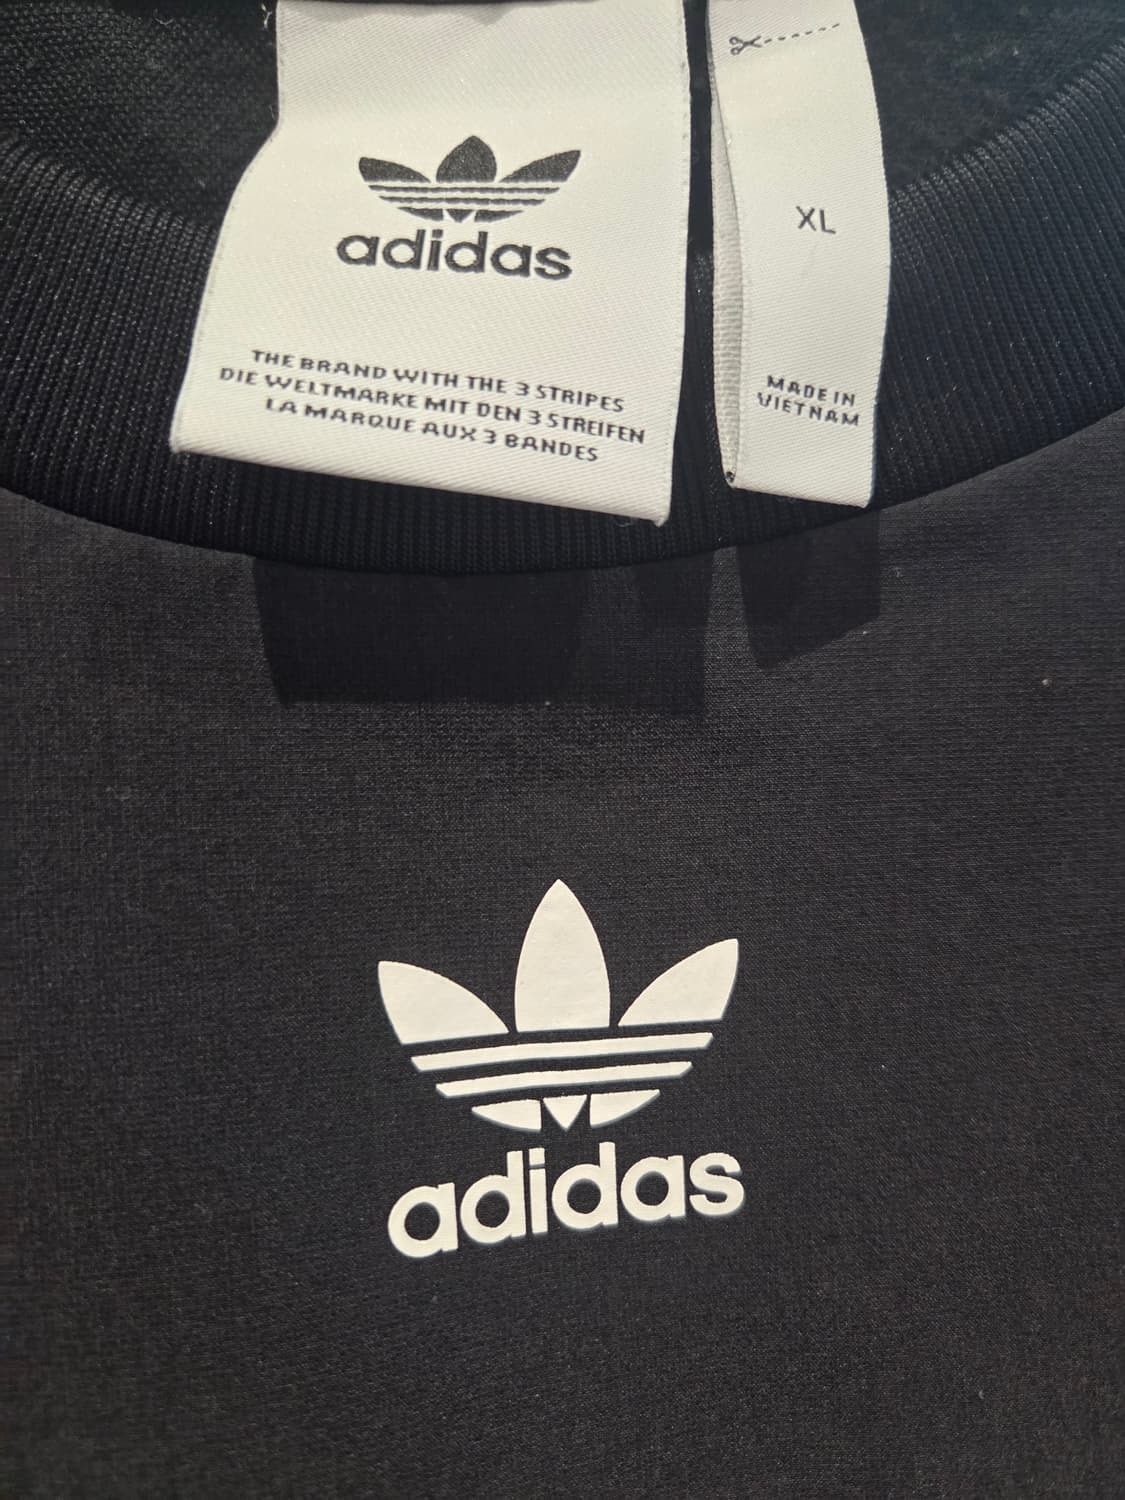 adidas
THE BRAND WITH THE 3 STRIPES
DIE WELTMARKE MIT DEN 3 STREIFEN
LA MARQUE AUX 3 BANDES
XL
MADE IN
VIETNAM
adidas